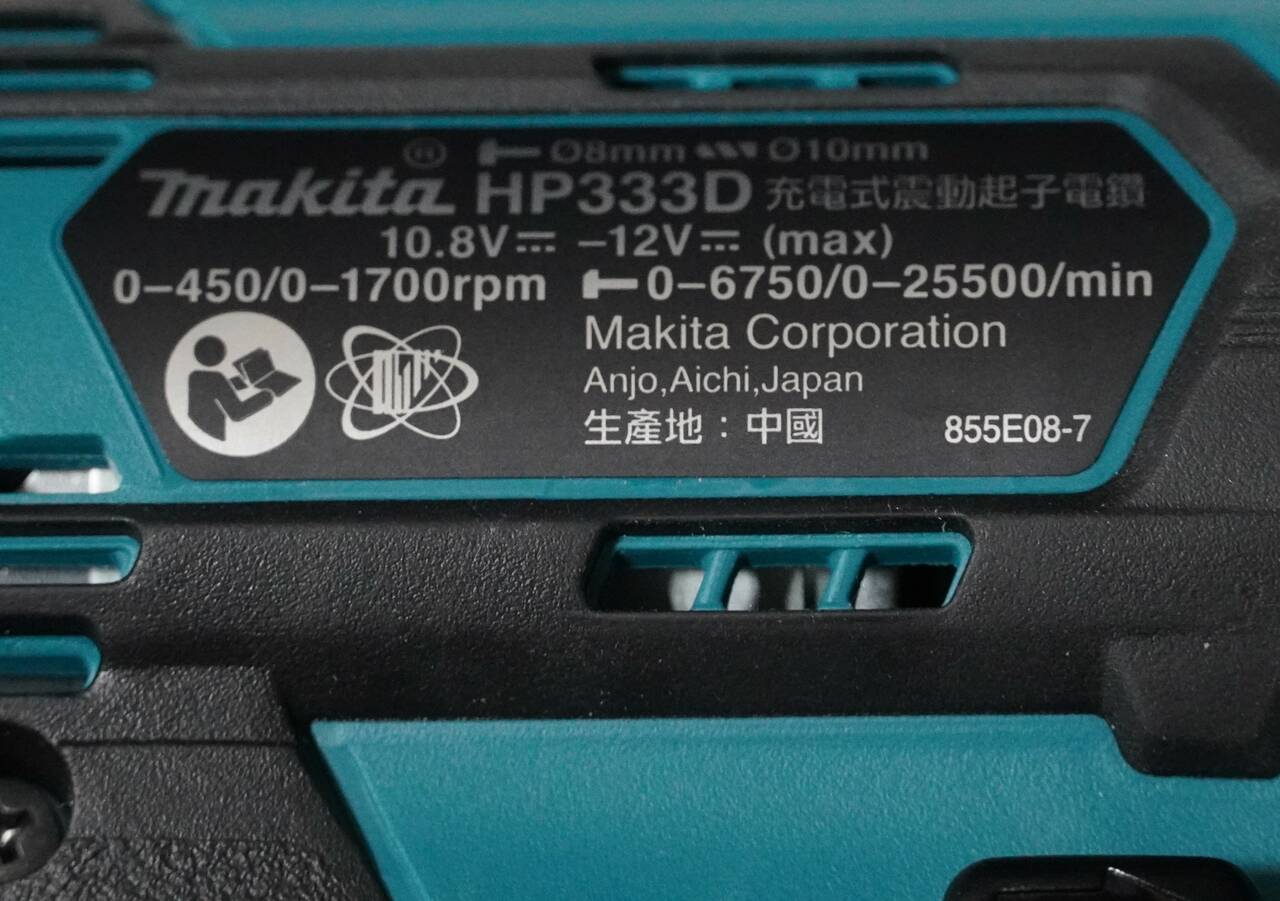 Ø8mm Ø10mm
makita® HP333D 充電式震動起子電鑽
10.8V⎓ –12V⎓ (max)
0–450/0–1700rpm 0–6750/0–25500/min
Makita Corporation
Anjo,Aichi,Japan
生產地：中國 855E08-7